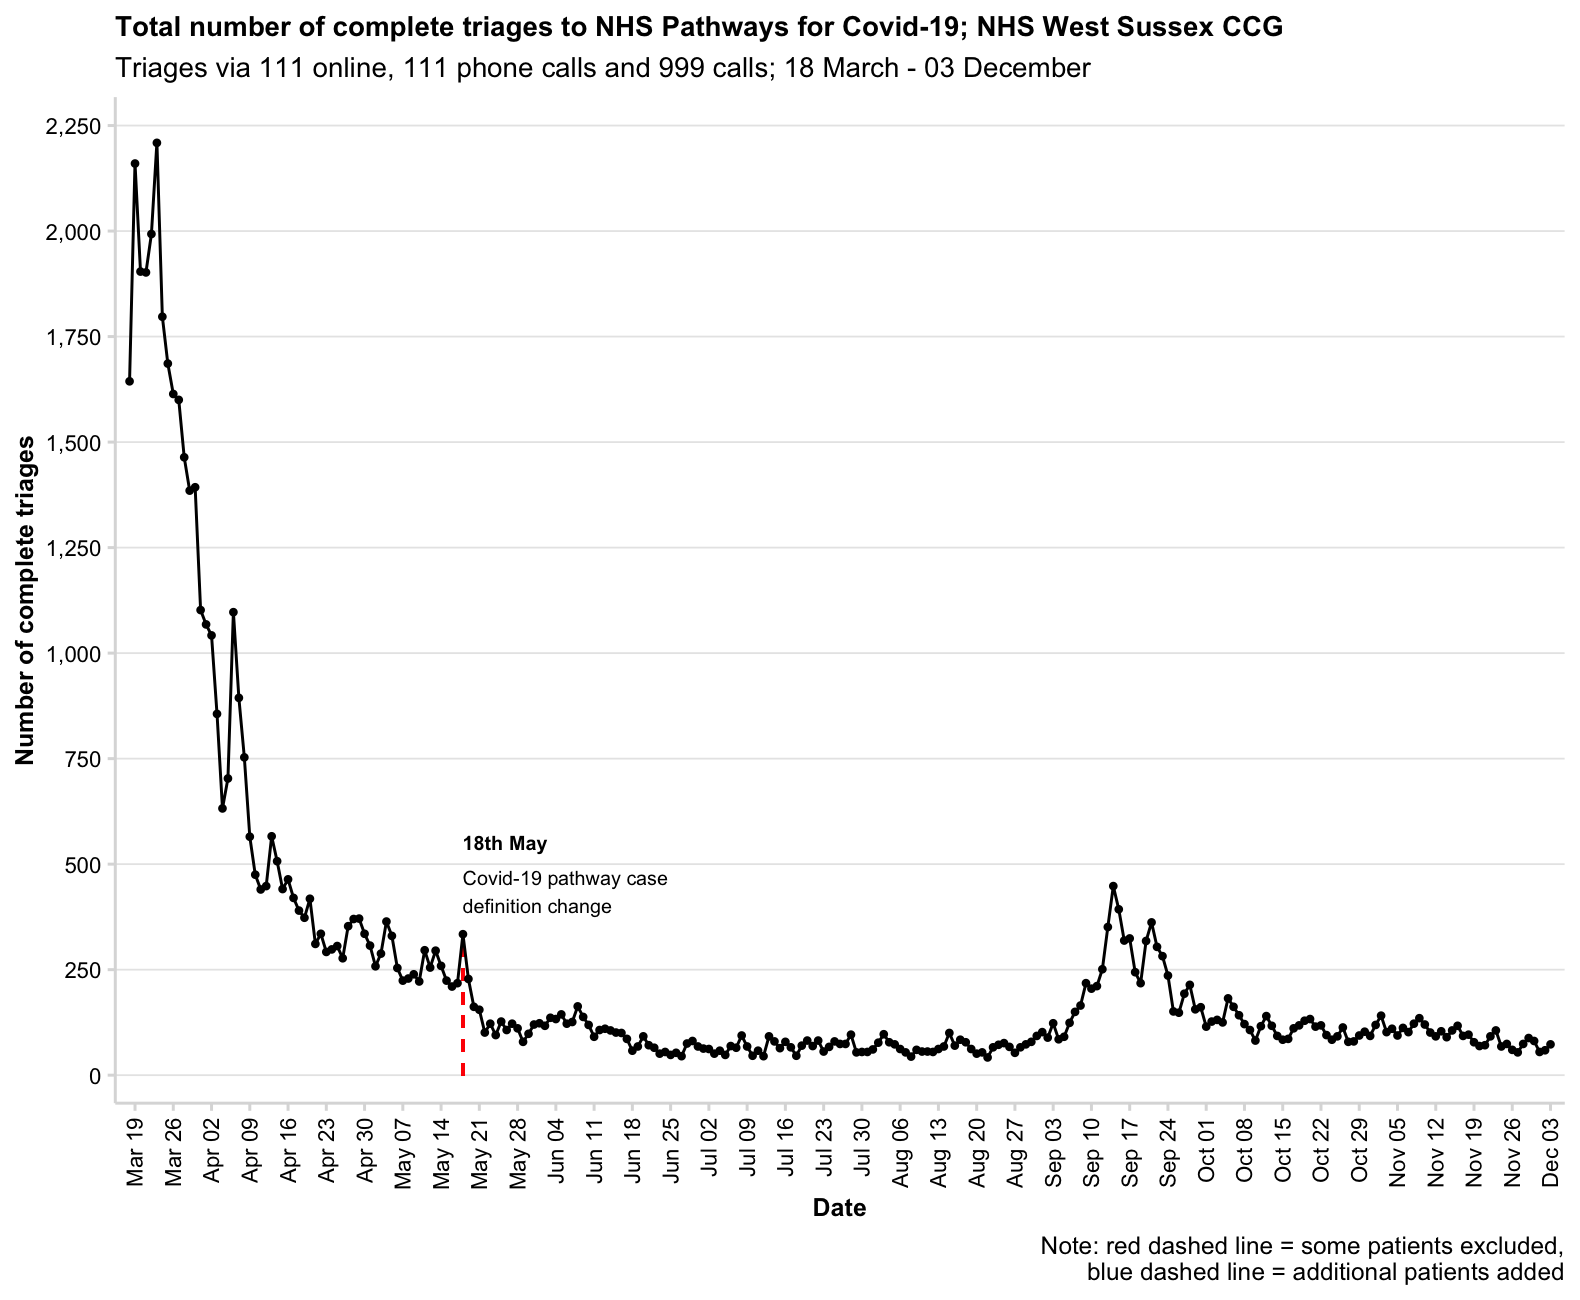 Total number of complete triages to NHS Pathways for Covid-19; NHS West Sussex CCG
Triages via 111 online, 111 phone calls and 999 calls; 18 March - 03 December
Number of complete triages
2,250
2,000
1,750
1,500
1,250
1,000
750
500
250
0
18th May
Covid-19 pathway case
definition change
Mar 19
Mar 26
Apr 02
Apr 09
Apr 16
Apr 23
Apr 30
May 07
May 14
May 21
May 28
Jun 04
Jun 11
Jun 18
Jun 25
Jul 02
Jul 09
Jul 16
Jul 23
Jul 30
Aug 06
Aug 13
Aug 20
Aug 27
Sep 03
Sep 10
Sep 17
Sep 24
Oct 01
Oct 08
Oct 15
Oct 22
Oct 29
Nov 05
Nov 12
Nov 19
Nov 26
Dec 03
Date
Note: red dashed line = some patients excluded,
blue dashed line = additional patients added